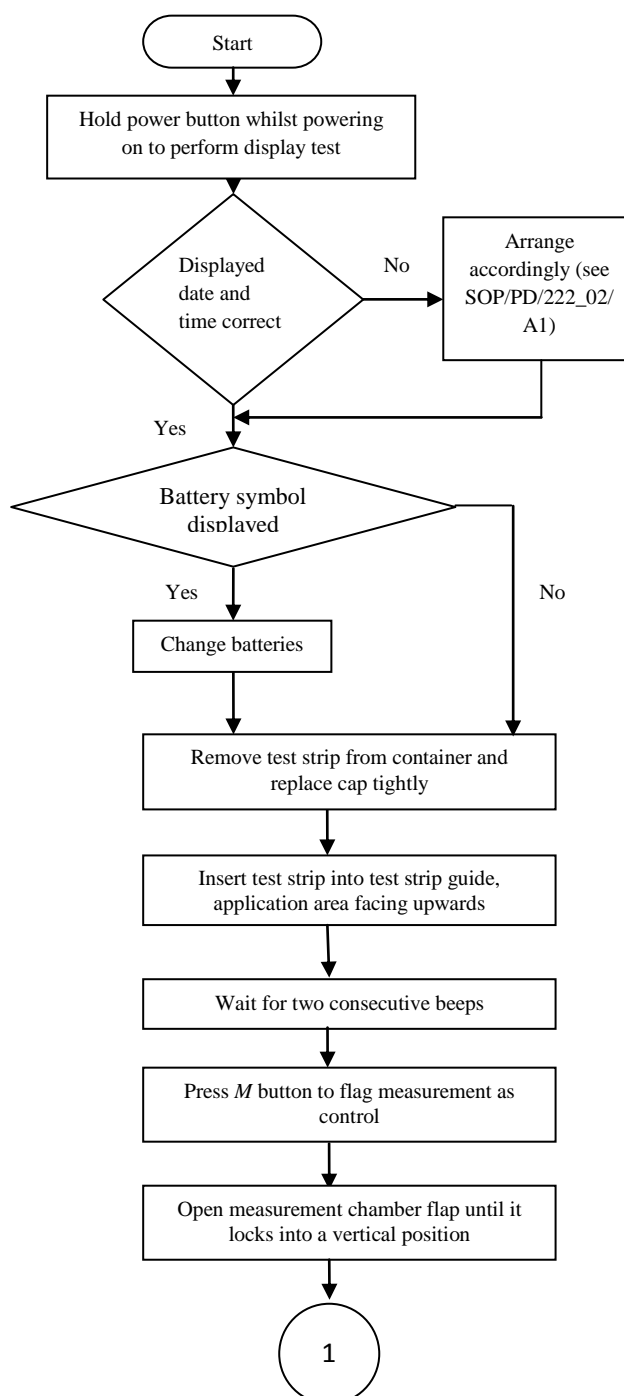 Start
Hold power button whilst powering
on to perform display test
Displayed
date and
time correct
No
Arrange
accordingly (see
SOP/PD/222_02/
A1)
Yes
Battery symbol
displayed
Yes
No
Change batteries
Remove test strip from container and
replace cap tightly
Insert test strip into test strip guide,
application area facing upwards
Wait for two consecutive beeps
Press M button to flag measurement as
control
Open measurement chamber flap until it
locks into a vertical position
1